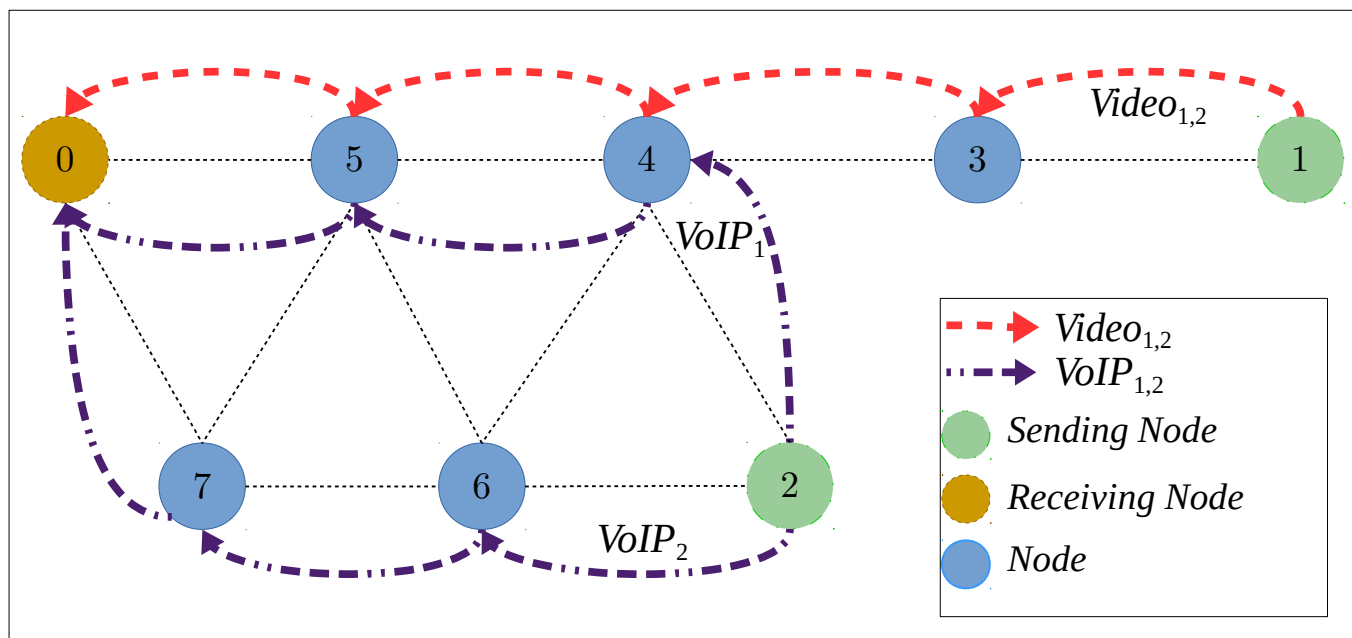 Video1,2
0 5 4 3 1
VoIP1
Video1,2
VoIP1,2
Sending Node
7 6 2
Receiving Node
VoIP2
Node